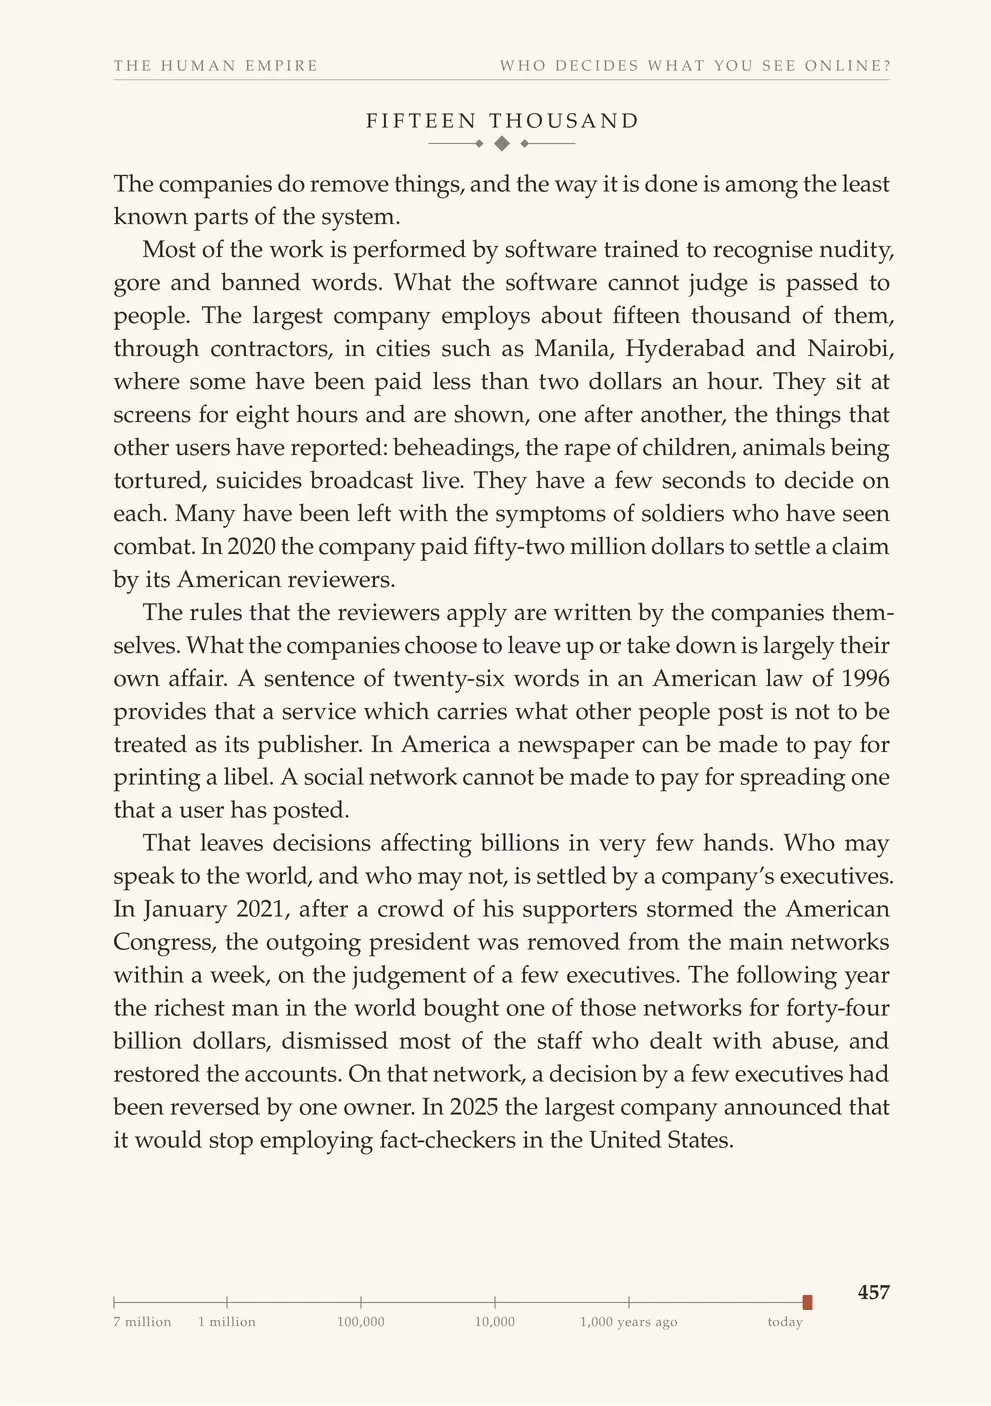 THE HUMAN EMPIRE
WHO DECIDES WHAT YOU SEE ONLINE?
FIFTEEN THOUSAND
The companies do remove things, and the way it is done is among the least
known parts of the system.
Most of the work is performed by software trained to recognise nudity,
gore and banned words. What the software cannot judge is passed to
people. The largest company employs about fifteen thousand of them,
through contractors, in cities such as Manila, Hyderabad and Nairobi,
where some have been paid less than two dollars an hour. They sit at
screens for eight hours and are shown, one after another, the things that
other users have reported: beheadings, the rape of children, animals being
tortured, suicides broadcast live. They have a few seconds to decide on
each. Many have been left with the symptoms of soldiers who have seen
combat. In 2020 the company paid fifty-two million dollars to settle a claim
by its American reviewers.
The rules that the reviewers apply are written by the companies them-
selves. What the companies choose to leave up or take down is largely their
own affair. A sentence of twenty-six words in an American law of 1996
provides that a service which carries what other people post is not to be
treated as its publisher. In America a newspaper can be made to pay for
printing a libel. A social network cannot be made to pay for spreading one
that a user has posted.
That leaves decisions affecting billions in very few hands. Who may
speak to the world, and who may not, is settled by a company’s executives.
In January 2021, after a crowd of his supporters stormed the American
Congress, the outgoing president was removed from the main networks
within a week, on the judgement of a few executives. The following year
the richest man in the world bought one of those networks for forty-four
billion dollars, dismissed most of the staff who dealt with abuse, and
restored the accounts. On that network, a decision by a few executives had
been reversed by one owner. In 2025 the largest company announced that
it would stop employing fact-checkers in the United States.
457
7 million 1 million 100,000 10,000 1,000 years ago today